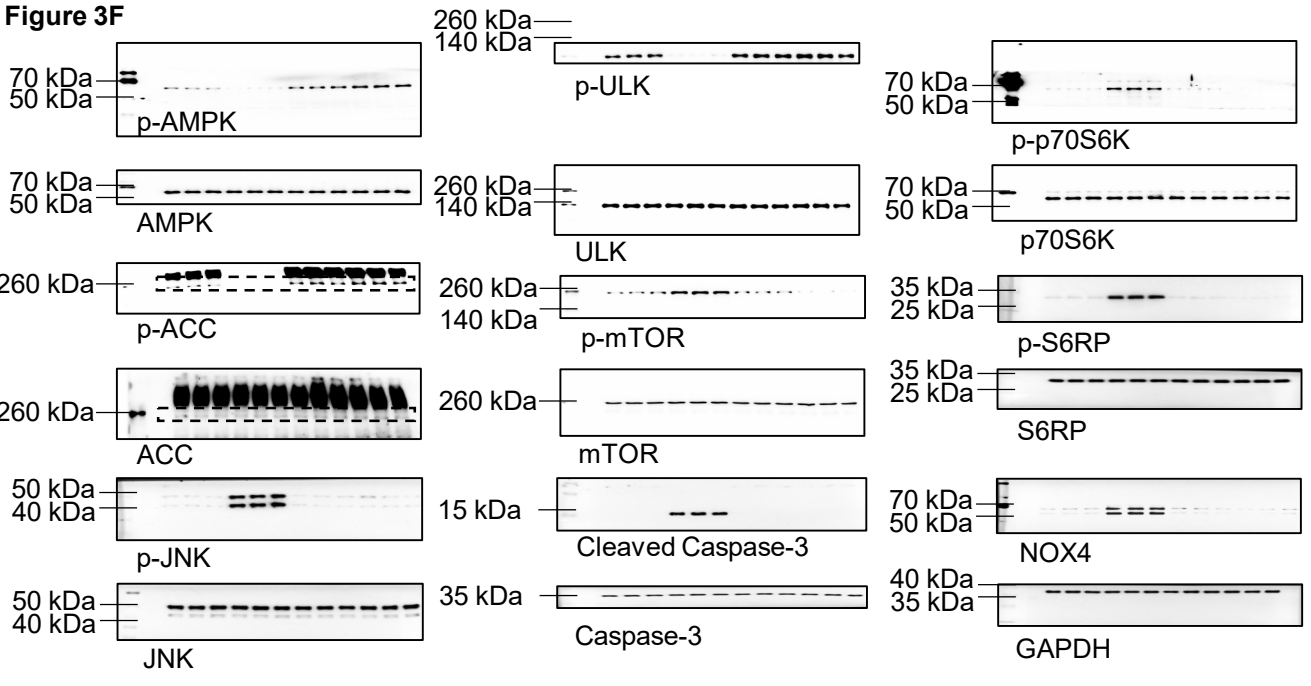 Figure 3F
70 kDa
50 kDa
p-AMPK
70 kDa
50 kDa
AMPK
260 kDa
p-ACC
260 kDa
ACC
50 kDa
40 kDa
p-JNK
50 kDa
40 kDa
JNK
260 kDa
140 kDa
p-ULK
260 kDa
140 kDa
ULK
260 kDa
140 kDa
p-mTOR
260 kDa
mTOR
15 kDa
Cleaved Caspase-3
35 kDa
Caspase-3
70 kDa
50 kDa
p-p70S6K
70 kDa
50 kDa
p70S6K
35 kDa
25 kDa
p-S6RP
35 kDa
25 kDa
S6RP
70 kDa
50 kDa
NOX4
40 kDa
35 kDa
GAPDH